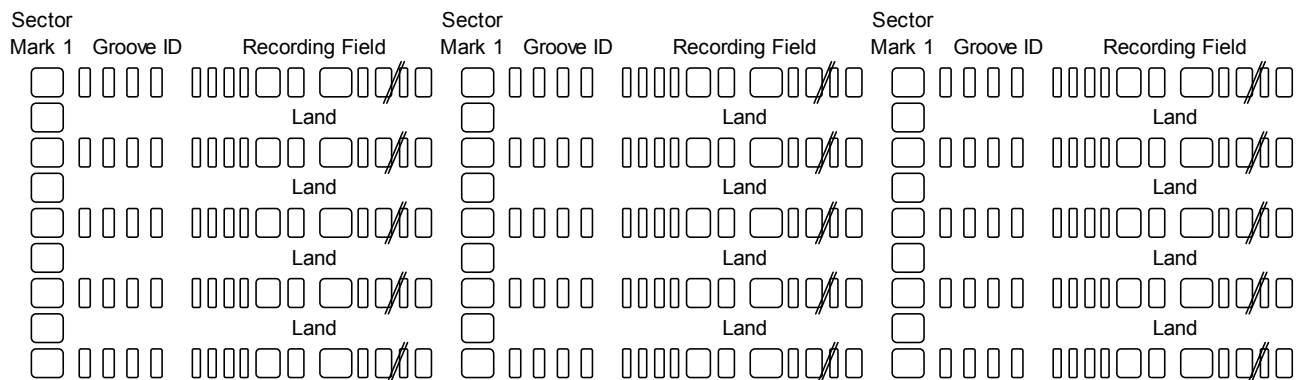 Sector Sector Sector
Mark 1 Groove ID Recording Field Mark 1 Groove ID Recording Field Mark 1 Groove ID Recording Field
Land Land Land
Land Land Land
Land Land Land
Land Land Land